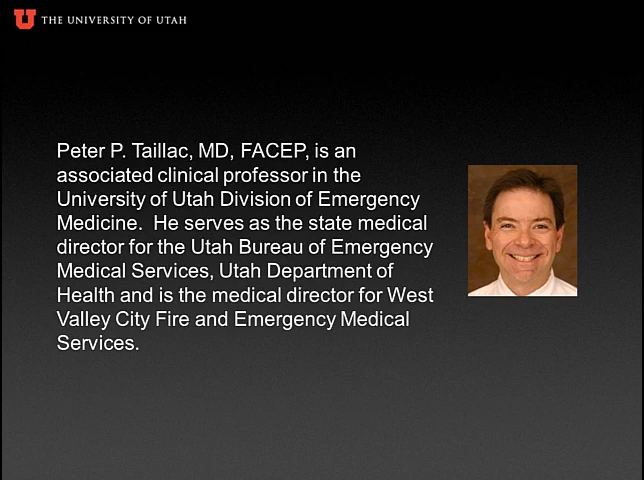 THE UNIVERSITY OF UTAH
Peter P. Taillac, MD, FACEP, is an
associated clinical professor in the
University of Utah Division of Emergency
Medicine.  He serves as the state medical
director for the Utah Bureau of Emergency
Medical Services, Utah Department of
Health and is the medical director for West
Valley City Fire and Emergency Medical
Services.